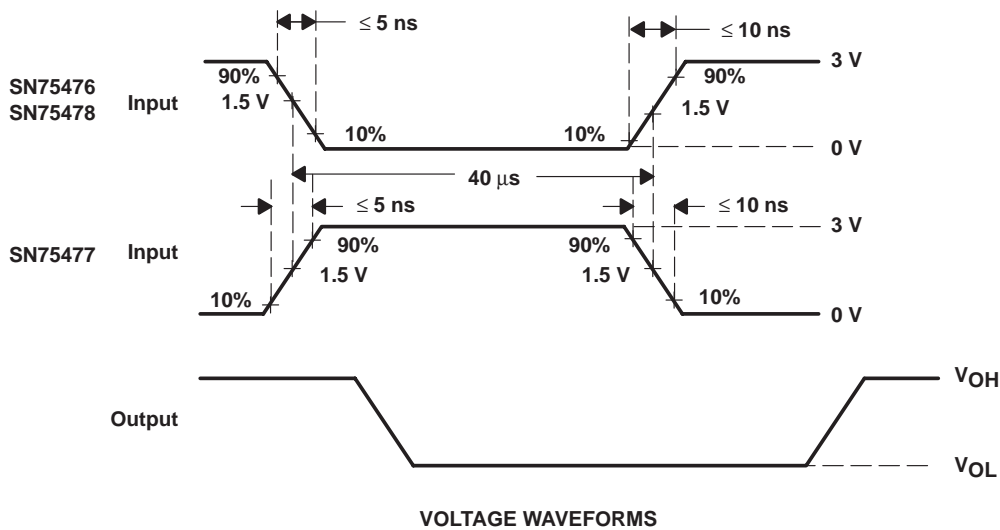 ≤ 5 ns
≤ 10 ns
3 V
90%
90%
SN75476
SN75478
Input
1.5 V
1.5 V
10%
10%
0 V
40 μs
≤ 5 ns
≤ 10 ns
3 V
SN75477
Input
90%
90%
1.5 V
1.5 V
10%
10%
0 V
VOH
Output
VOL
VOLTAGE WAVEFORMS